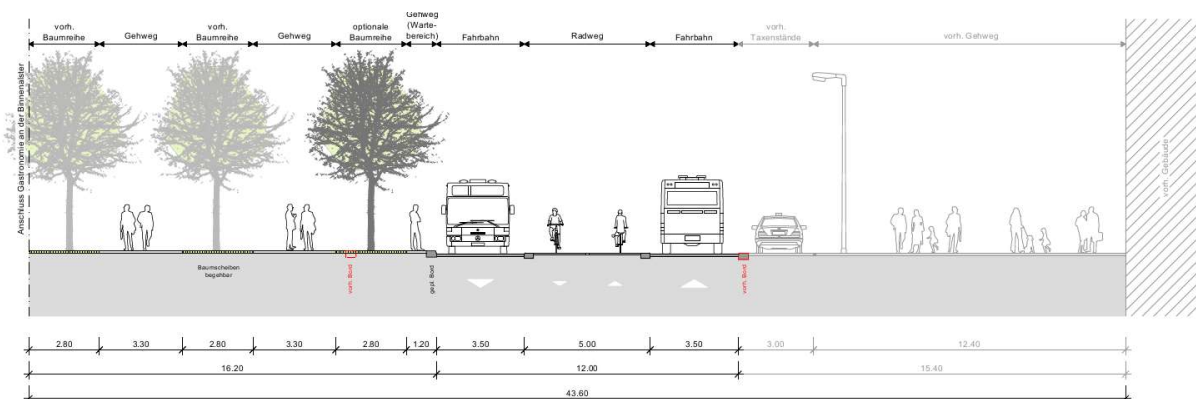 vorh.
Baumreihe
Gehweg
vorh.
Baumreihe
Gehweg
optionale
Baumreihe
Gehweg
(Warte-
bereich)
Fahrbahn
Radweg
Fahrbahn
vorh.
Taxenstände
vorh. Gehweg
Anschluss Gastronomie an der Binnenalster
vorh. Gebäude
Baumscheiben
begehbar
vorh. Bord
gepl. Bord
vorh. Bord
2.80 3.30 2.80 3.30 2.80 1.20 3.50 5.00 3.50 3.00 12.40
16.20 12.00 15.40
43.60